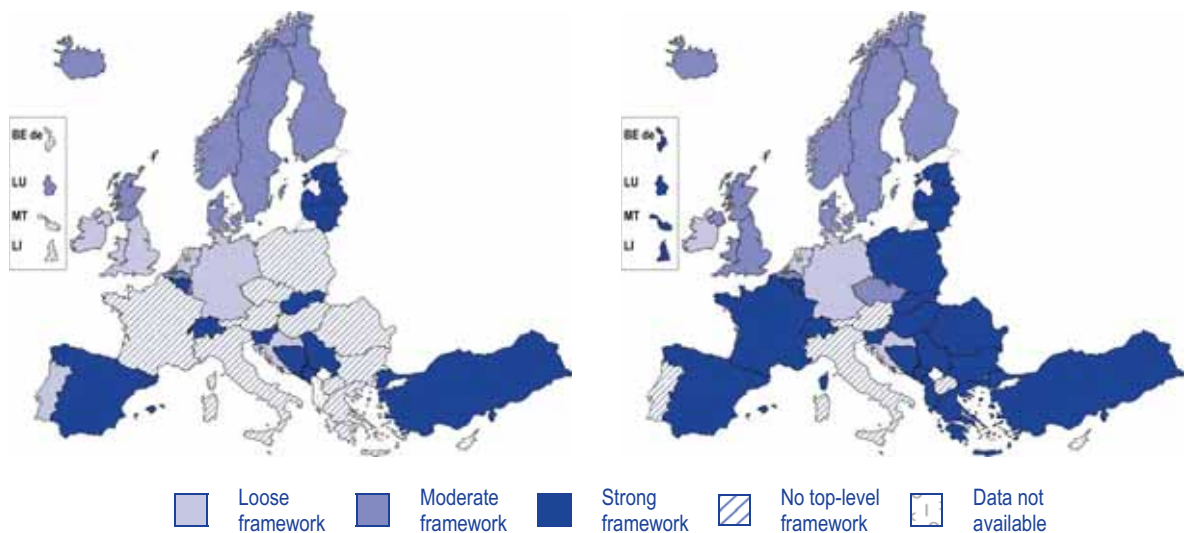 BE de
LU
MT
LI
BE de
LU
MT
LI
Loose
framework
Moderate
framework
Strong
framework
No top-level
framework
Data not
available